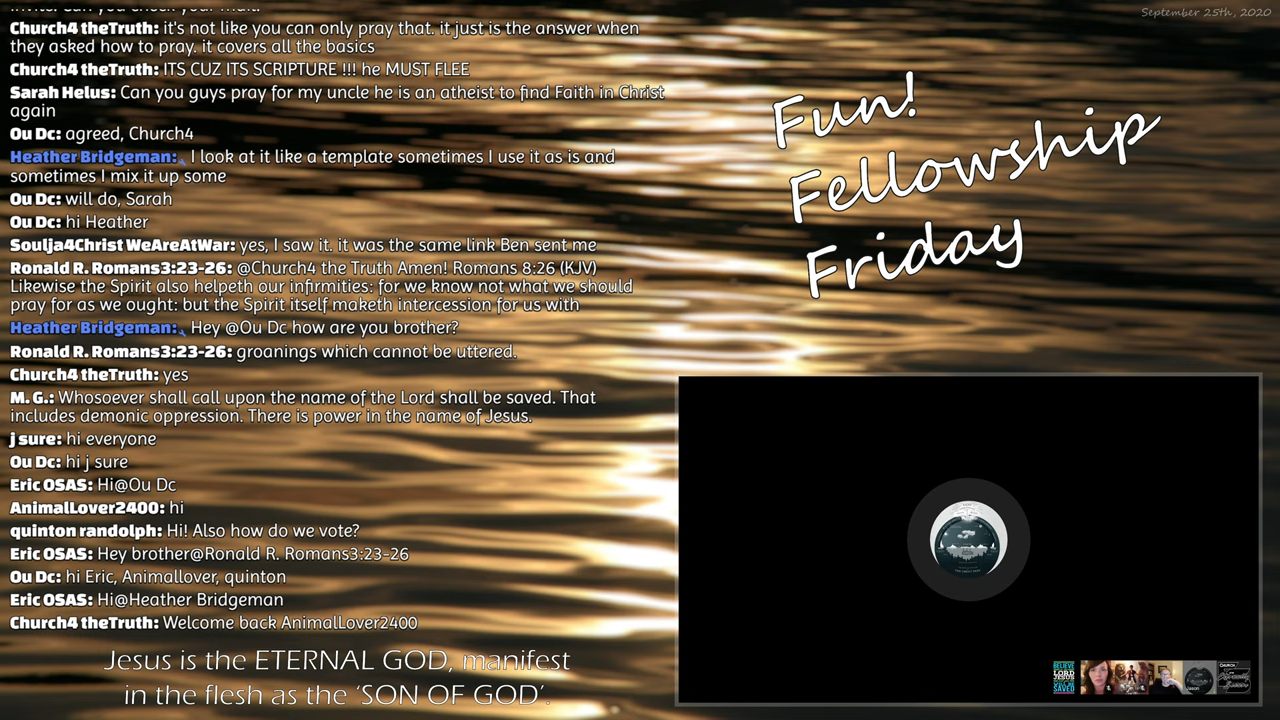 September 25th, 2020
Church4 theTruth: it's not like you can only pray that. it just is the answer when
they asked how to pray. it covers all the basics
Church4 theTruth: ITS CUZ ITS SCRIPTURE !!! he MUST FLEE
Sarah Helus: Can you guys pray for my uncle he is an atheist to find Faith in Christ
again
Ou Dc: agreed, Church4
Heather Bridgeman: I look at it like a template sometimes I use it as is and
sometimes I mix it up some
Ou Dc: will do, Sarah
Ou Dc: hi Heather
Soulja4Christ WeAreAtWar: yes, I saw it. it was the same link Ben sent me
Ronald R. Romans3:23-26: @Church4 the Truth Amen! Romans 8:26 (KJV)
Likewise the Spirit also helpeth our infirmities: for we know not what we should
pray for as we ought: but the Spirit itself maketh intercession for us with
Heather Bridgeman: Hey @Ou Dc how are you brother?
Ronald R. Romans3:23-26: groanings which cannot be uttered.
Church4 theTruth: yes
M. G.: Whosoever shall call upon the name of the Lord shall be saved. That
includes demonic oppression. There is power in the name of Jesus.
j sure: hi everyone
Ou Dc: hi j sure
Eric OSAS: Hi@Ou Dc
AnimalLover2400: hi
quinton randolph: Hi! Also how do we vote?
Eric OSAS: Hey brother@Ronald R. Romans3:23-26
Ou Dc: hi Eric, Animallover, quinton
Eric OSAS: Hi@Heather Bridgeman
Church4 theTruth: Welcome back AnimalLover2400
Jesus is the ETERNAL GOD, manifest
in the flesh as the ‘SON OF GOD’.
Fun!
Fellowship
Friday
BELIEVE
LORD
JESUS
SAVED
Jason
CHURCH